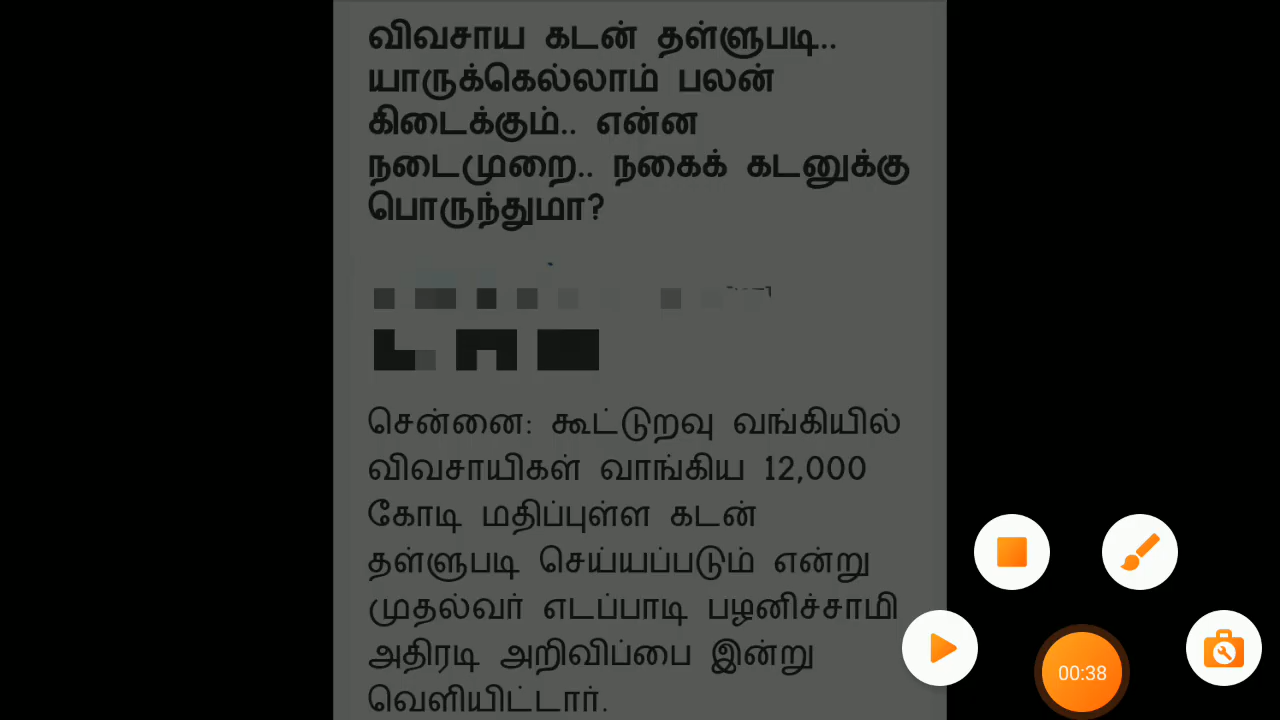 விவசாய கடன் தள்ளுபடி..
யாருக்கெல்லாம் பலன்
கிடைக்கும்.. என்ன
நடைமுறை.. நகைக் கடனுக்கு
பொருந்துமா?
சென்னை: கூட்டுறவு வங்கியில்
விவசாயிகள் வாங்கிய 12,000
கோடி மதிப்புள்ள கடன்
தள்ளுபடி செய்யப்படும் என்று
முதல்வர் எடப்பாடி பழனிச்சாமி
அதிரடி அறிவிப்பை இன்று
வெளியிட்டார்.
00:38